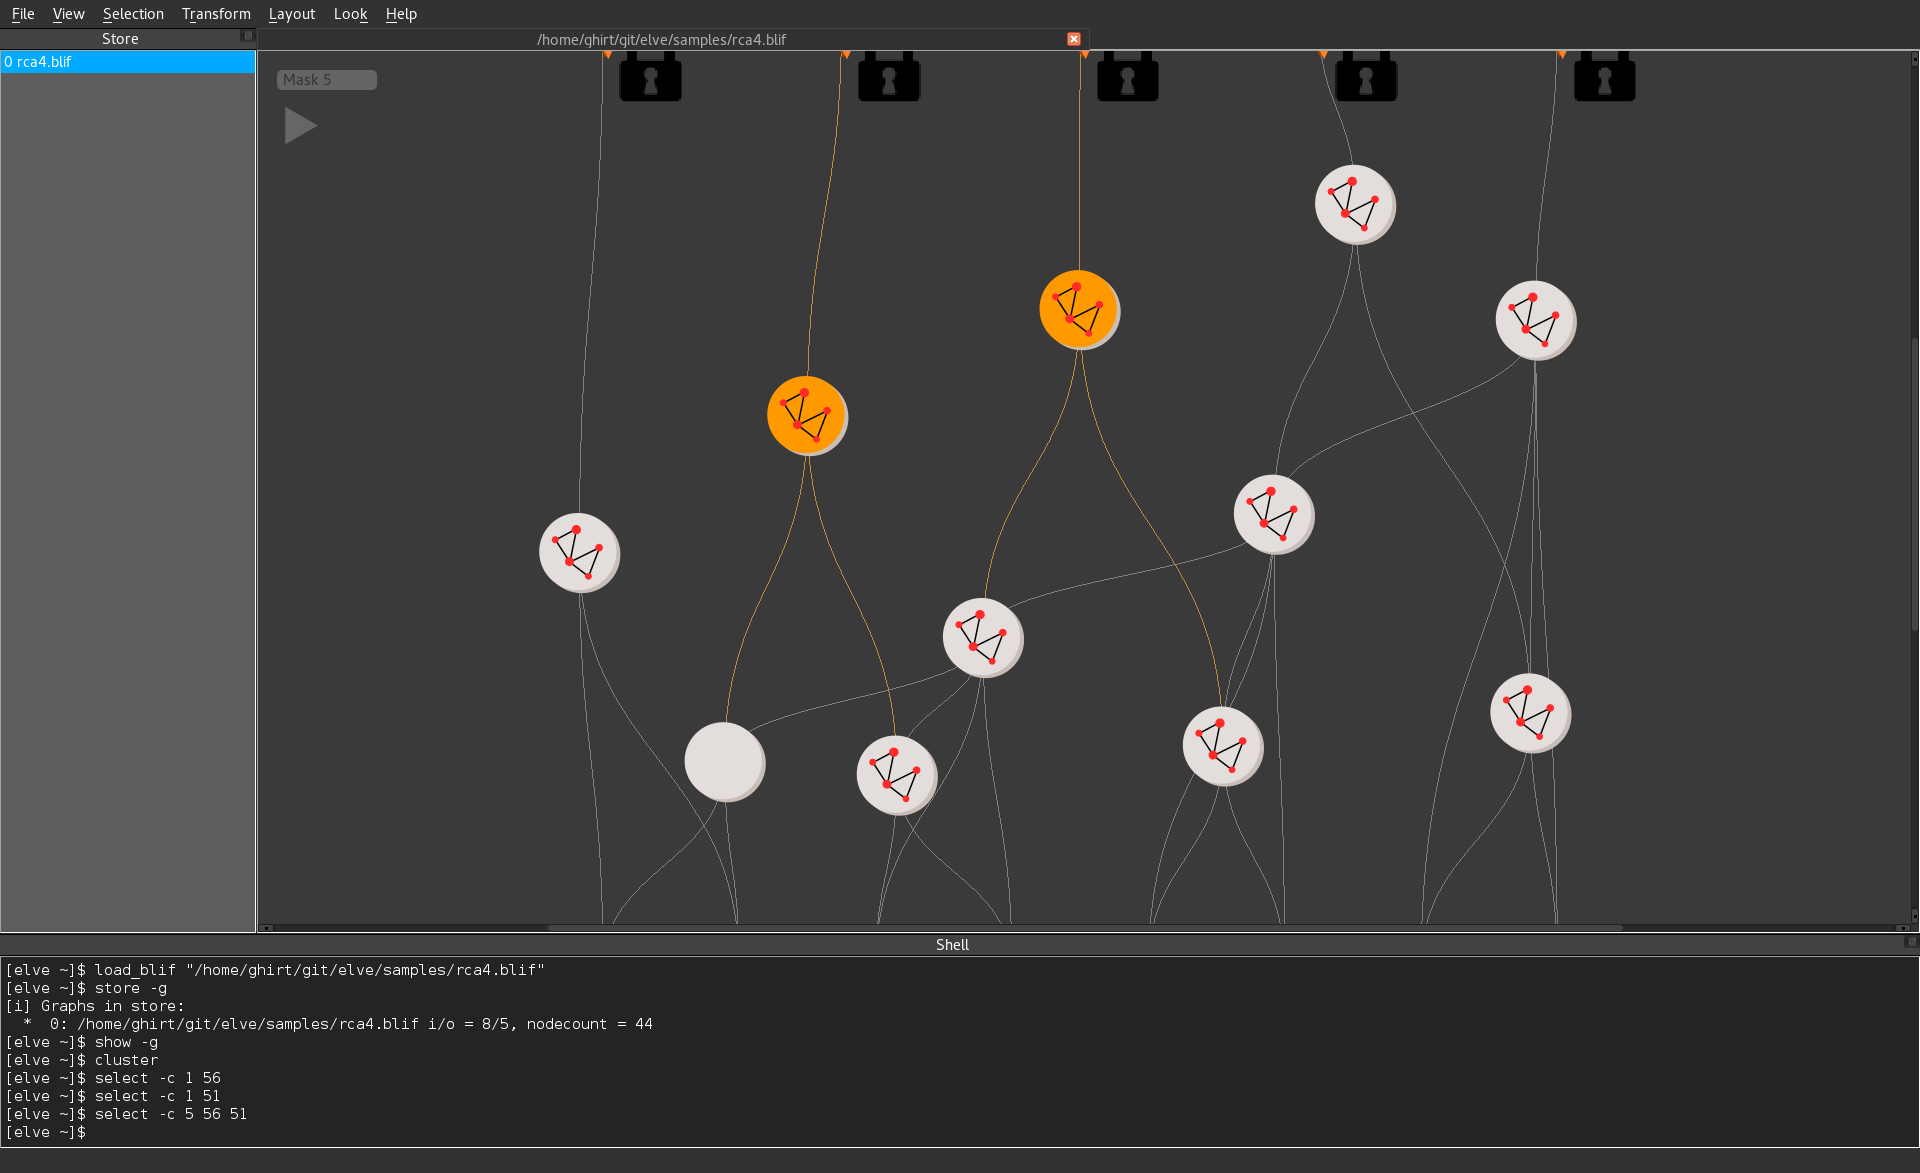 File View Selection Transform Layout Look Help
Store
/home/ghirt/git/elve/samples/rca4.blif
0 rca4.blif
Mask 5
Shell
[elve ~]$ load_blif "/home/ghirt/git/elve/samples/rca4.blif"
[elve ~]$ store -g
[i] Graphs in store:
  *  0: /home/ghirt/git/elve/samples/rca4.blif i/o = 8/5, nodecount = 44
[elve ~]$ show -g
[elve ~]$ cluster
[elve ~]$ select -c 1 56
[elve ~]$ select -c 1 51
[elve ~]$ select -c 5 56 51
[elve ~]$